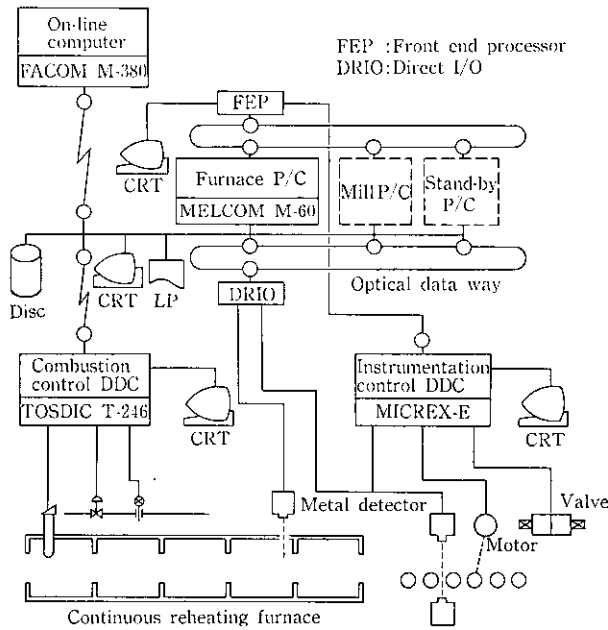 On-line
computer
FACOM M-380
FEP :Front end processor
DRIO:Direct I/O
FEP
CRT
Furnace P/C
MELCOM M-60
Mill P/C
Stand-by
P/C
Disc
CRT
LP
DRIO
Optical data way
Combustion
control DDC
TOSDIC T-246
CRT
Instrumentation
control DDC
MICREX-E
CRT
Metal detector
Valve
Motor
Continuous reheating furnace